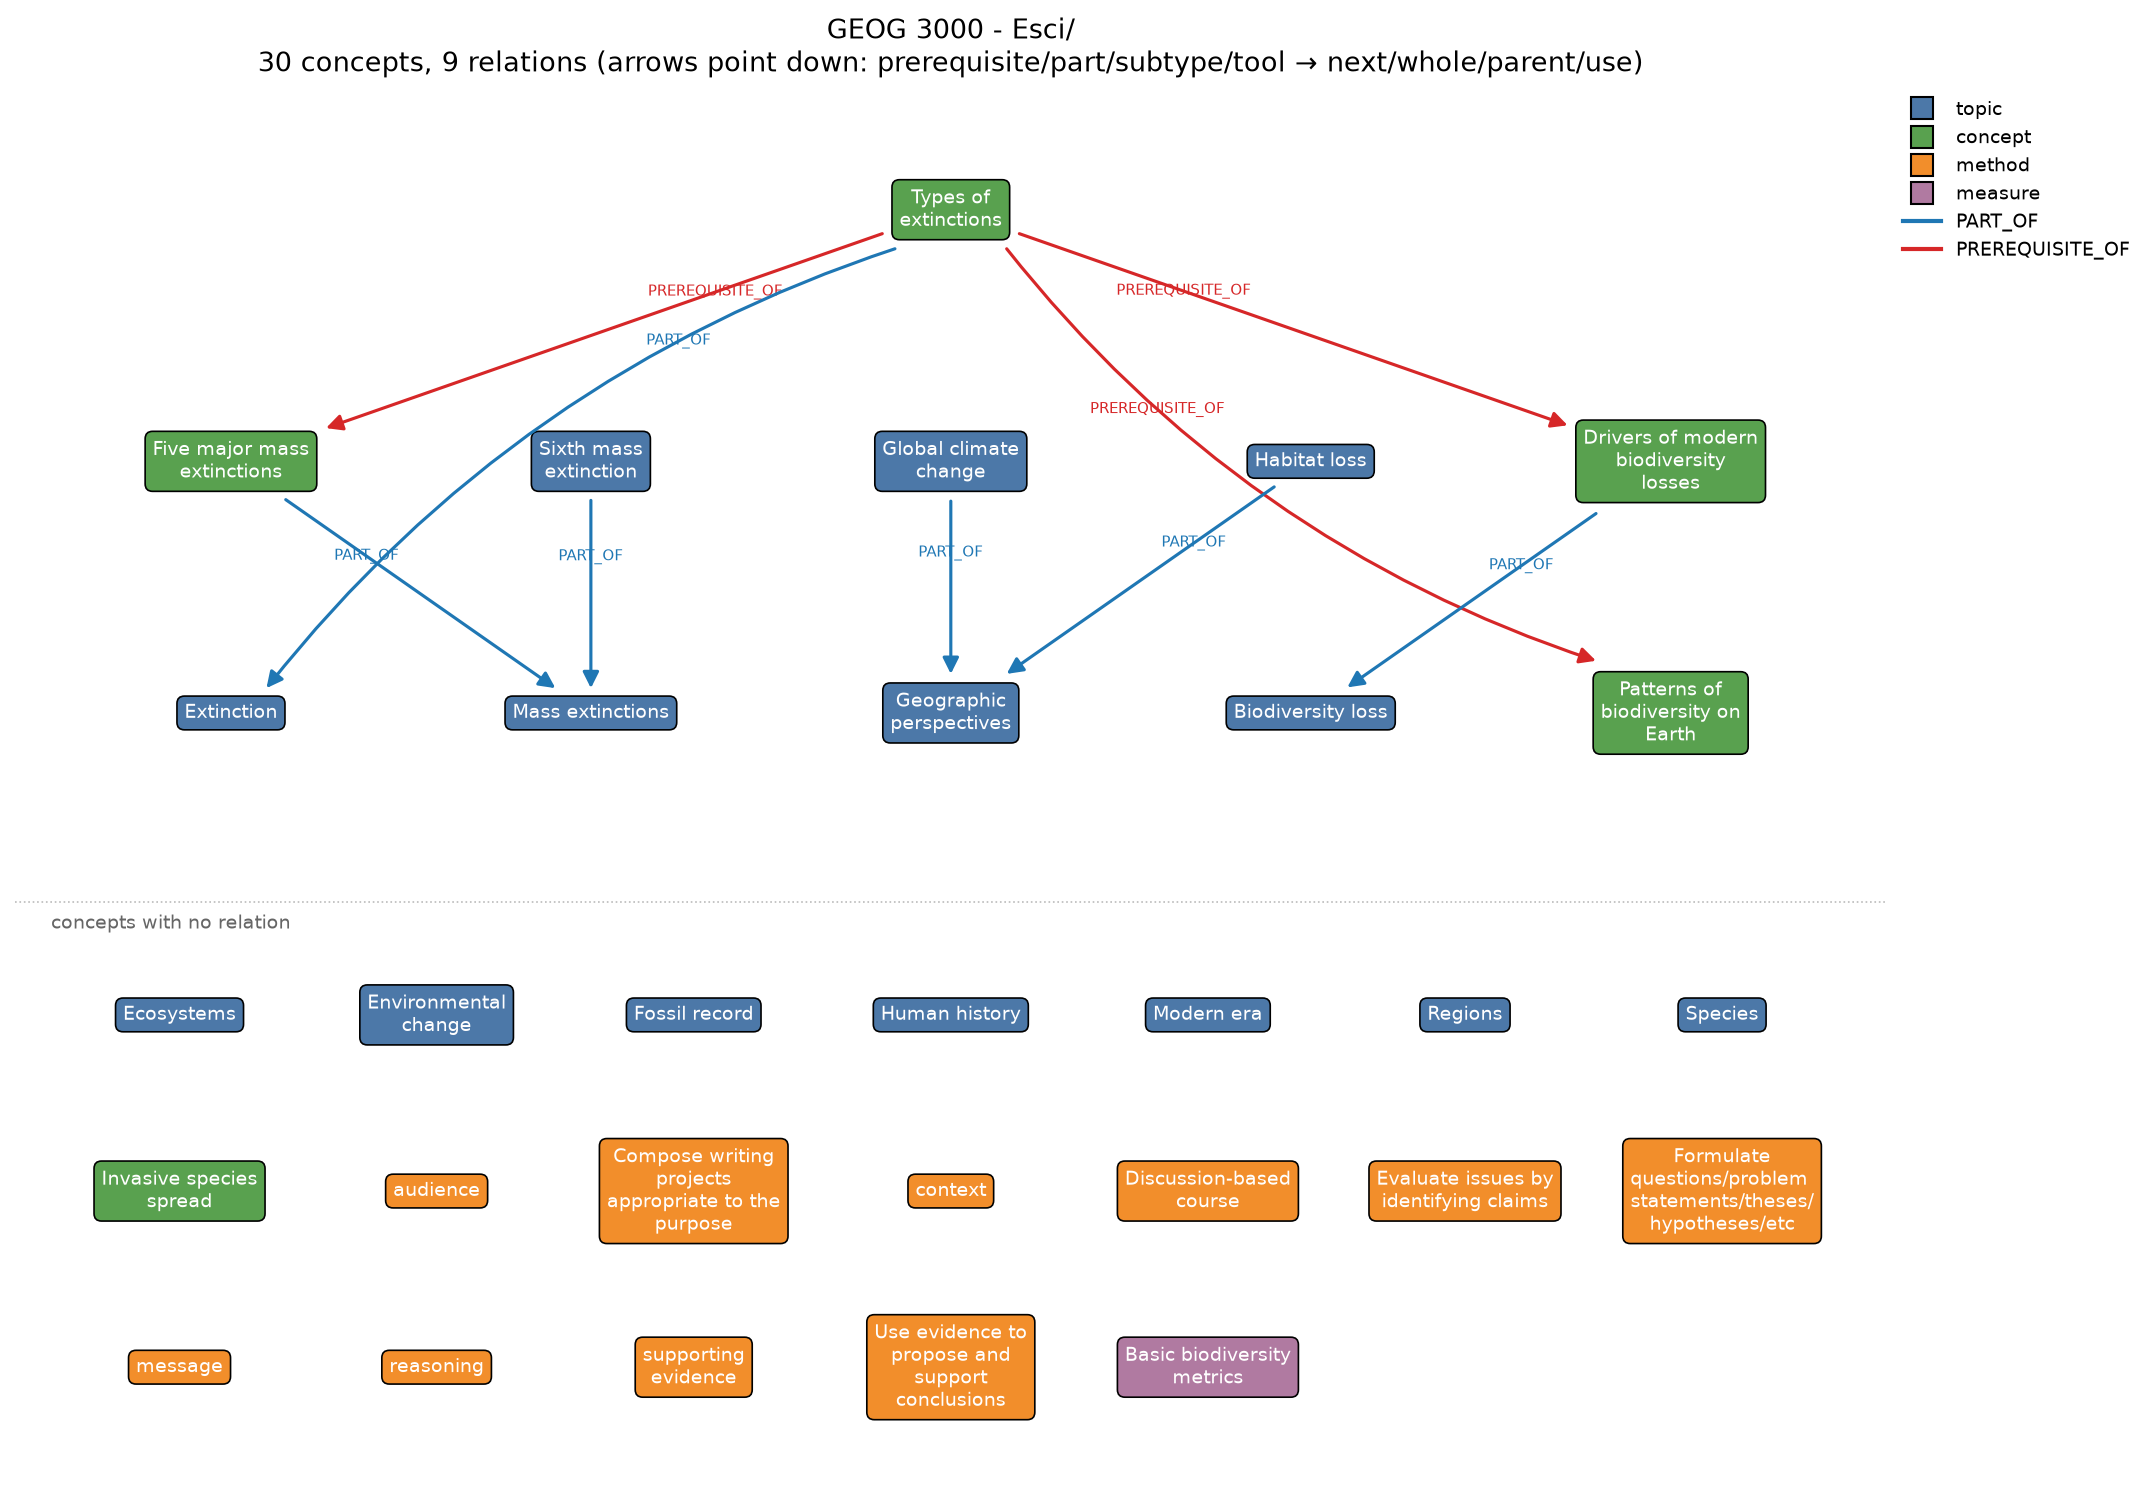 GEOG 3000 - Esci/
30 concepts, 9 relations (arrows point down: prerequisite/part/subtype/tool → next/whole/parent/use)
topic
concept
method
measure
PART_OF
PREREQUISITE_OF
Types of
extinctions
PREREQUISITE_OF
PREREQUISITE_OF
PART_OF
PREREQUISITE_OF
Five major mass
extinctions
Sixth mass
extinction
Global climate
change
Habitat loss
Drivers of modern
biodiversity
losses
PART_OF
PART_OF
PART_OF
PART_OF
PART_OF
Extinction
Mass extinctions
Geographic
perspectives
Biodiversity loss
Patterns of
biodiversity on
Earth
concepts with no relation
Ecosystems
Environmental
change
Fossil record
Human history
Modern era
Regions
Species
Invasive species
spread
audience
Compose writing
projects
appropriate to the
purpose
context
Discussion-based
course
Evaluate issues by
identifying claims
Formulate
questions/problem
statements/theses/
hypotheses/etc
message
reasoning
supporting
evidence
Use evidence to
propose and
support
conclusions
Basic biodiversity
metrics